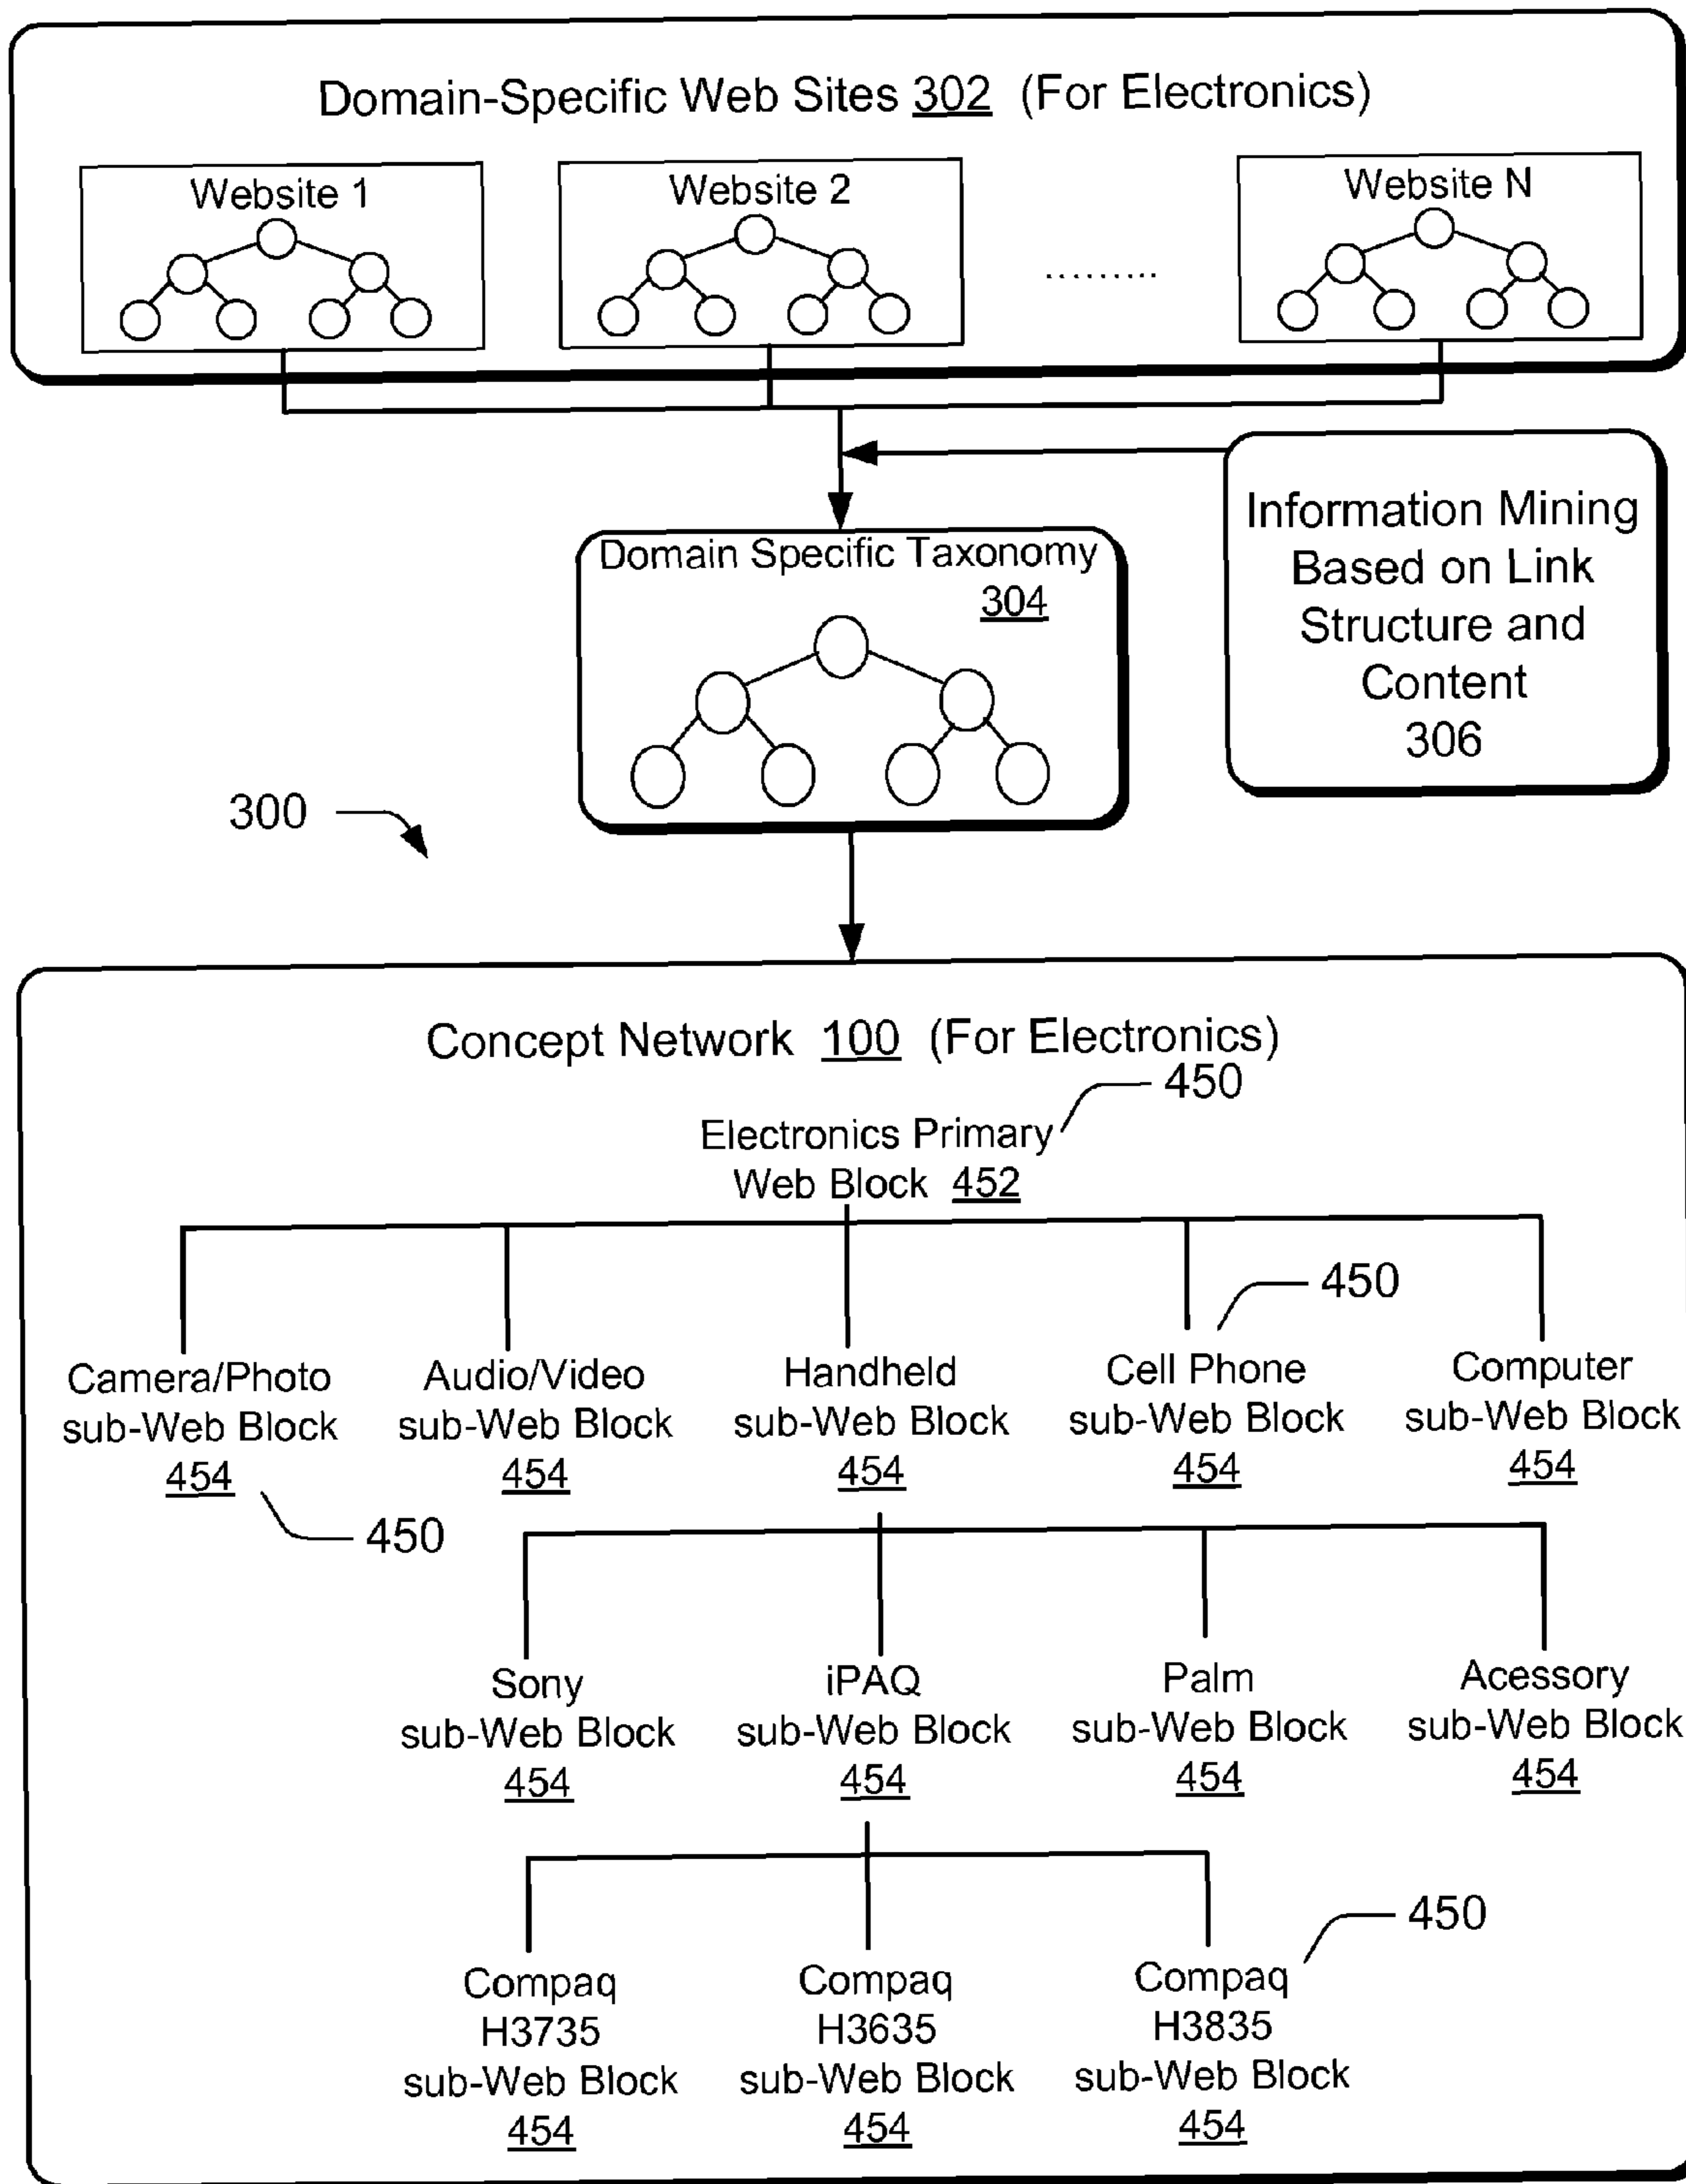 Domain-Specific Web Sites 302 (For Electronics)
Website 1
Website 2
.........
Website N
Information Mining
Based on Link
Structure and
Content
306
Domain Specific Taxonomy
304
300
Concept Network 100 (For Electronics)
450
Electronics Primary
Web Block 452
450
Camera/Photo
sub-Web Block
454
Audio/Video
sub-Web Block
454
Handheld
sub-Web Block
454
Cell Phone
sub-Web Block
454
Computer
sub-Web Block
454
450
Sony
sub-Web Block
454
iPAQ
sub-Web Block
454
Palm
sub-Web Block
454
Acessory
sub-Web Block
454
450
Compaq
H3735
sub-Web Block
454
Compaq
H3635
sub-Web Block
454
Compaq
H3835
sub-Web Block
454